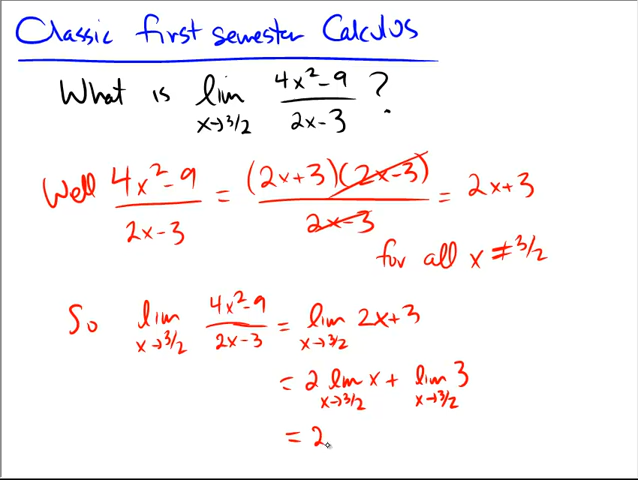 Classic first semester Calculus
What is lim x→3/2 (4x²-9)/(2x-3) ?
Well (4x²-9)/(2x-3) = (2x+3)(2x-3)/(2x-3) = 2x+3
for all x ≠ 3/2
So lim x→3/2 (4x²-9)/(2x-3) = lim x→3/2 2x+3
= 2 lim x→3/2 x + lim x→3/2 3
= 2